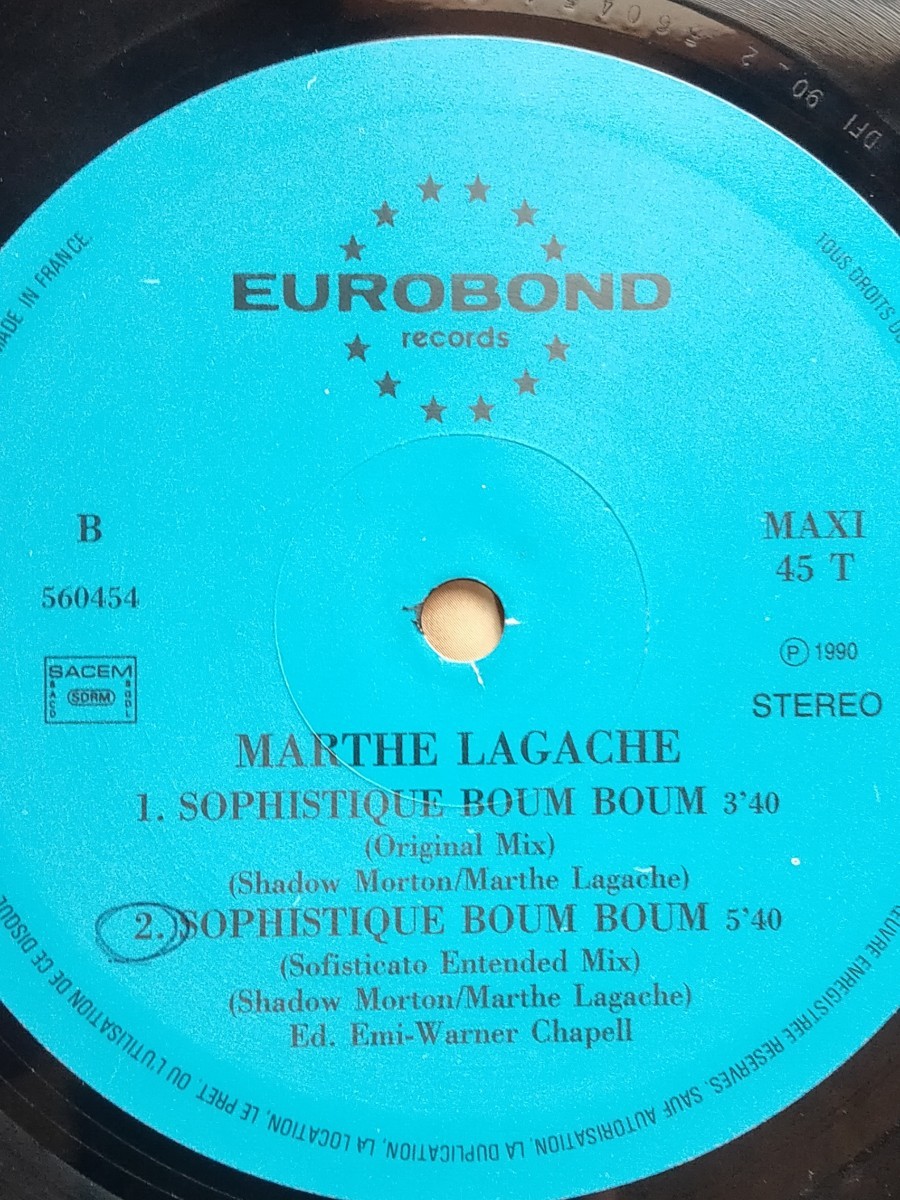 EUROBOND
records
B
560454
SACEM
SACD
SDRM
SGDL
MAXI
45 T
℗ 1990
STEREO
MARTHE LAGACHE
1. SOPHISTIQUE BOUM BOUM 3'40
(Original Mix)
(Shadow Morton/Marthe Lagache)
2. SOPHISTIQUE BOUM BOUM 5'40
(Sofisticato Entended Mix)
(Shadow Morton/Marthe Lagache)
Ed. Emi-Warner Chapell
MADE IN FRANCE
TOUS DROITS
ŒUVRE ENREGISTREE RESERVES. SAUF AUTORISATION, LA DUPLICATION, LA LOCATION, LE PRET, OU L'UTILISATION DE CE DISQUE
DFI 90 - 2